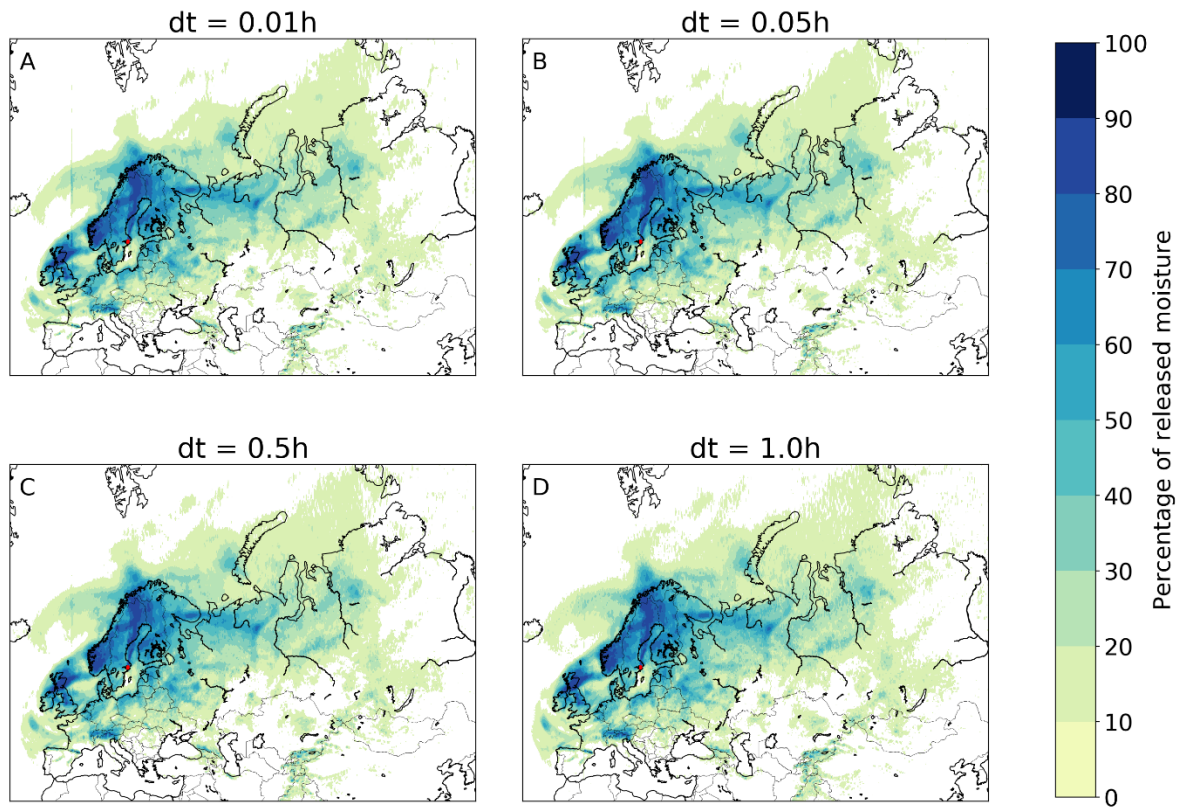 dt = 0.01h
dt = 0.05h
A
B
dt = 0.5h
dt = 1.0h
C
D
100
90
80
70
60
50
40
30
20
10
0
Percentage of released moisture